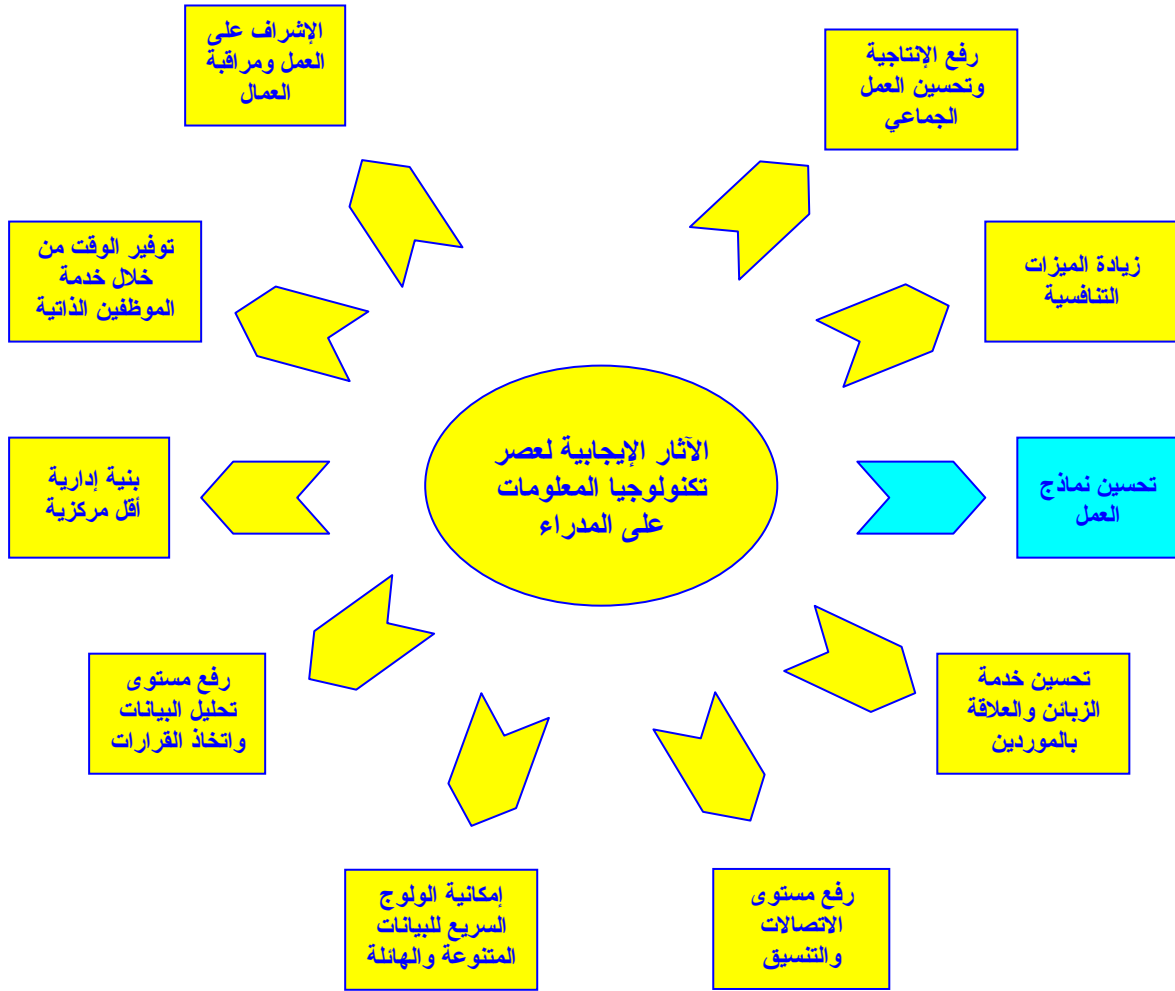 الإشراف على
العمل ومراقبة
العمال
رفع الإنتاجية
وتحسين العمل
الجماعي
توفير الوقت من
خلال خدمة
الموظفين الذاتية
زيادة الميزات
التنافسية
الآثار الإيجابية لعصر
تكنولوجيا المعلومات
على المدراء
بنية إدارية
أقل مركزية
تحسين نماذج
العمل
رفع مستوى
تحليل البيانات
واتخاذ القرارات
تحسين خدمة
الزبائن والعلاقة
بالموردين
إمكانية الولوج
السريع للبيانات
المتنوعة والهائلة
رفع مستوى
الاتصالات
والتنسيق